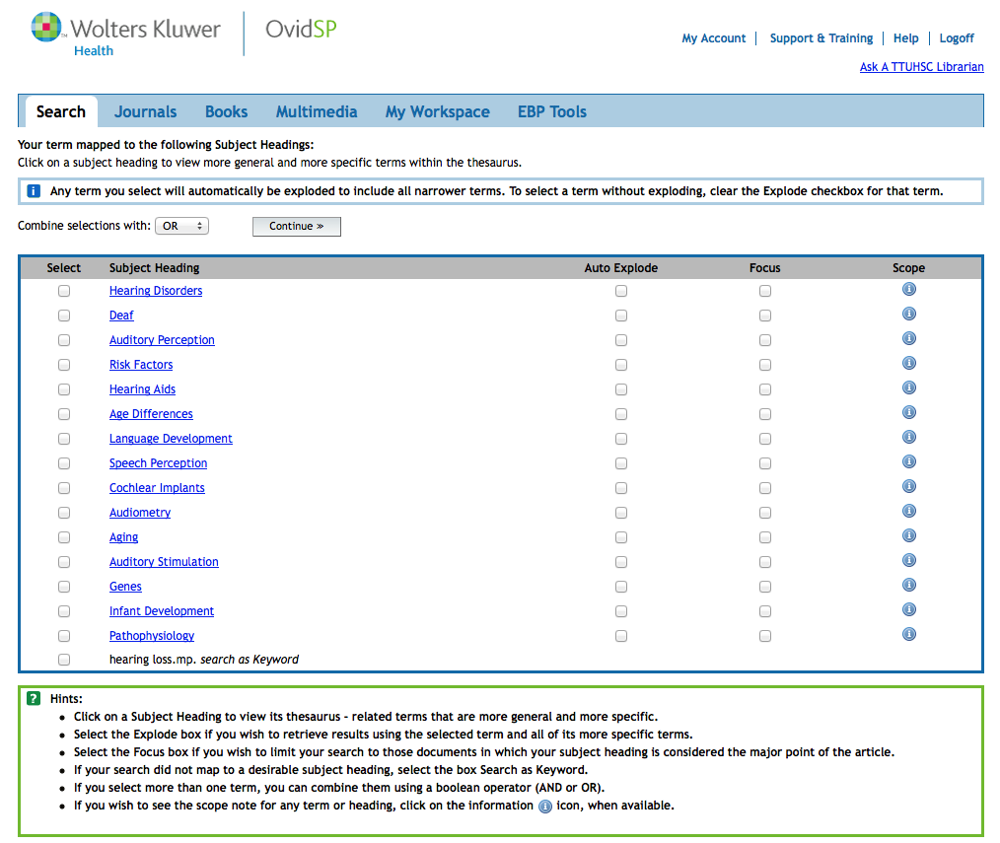 Wolters Kluwer Health OvidSP
My Account | Support & Training | Help | Logoff
Ask A TTUHSC Librarian
Search Journals Books Multimedia My Workspace EBP Tools
Your term mapped to the following Subject Headings:
Click on a subject heading to view more general and more specific terms within the thesaurus.
Any term you select will automatically be exploded to include all narrower terms. To select a term without exploding, clear the Explode checkbox for that term.
Combine selections with: OR Continue »
Select Subject Heading Auto Explode Focus Scope
Hearing Disorders
Deaf
Auditory Perception
Risk Factors
Hearing Aids
Age Differences
Language Development
Speech Perception
Cochlear Implants
Audiometry
Aging
Auditory Stimulation
Genes
Infant Development
Pathophysiology
hearing loss.mp. search as Keyword
Hints:
• Click on a Subject Heading to view its thesaurus - related terms that are more general and more specific.
• Select the Explode box if you wish to retrieve results using the selected term and all of its more specific terms.
• Select the Focus box if you wish to limit your search to those documents in which your subject heading is considered the major point of the article.
• If your search did not map to a desirable subject heading, select the box Search as Keyword.
• If you select more than one term, you can combine them using a boolean operator (AND or OR).
• If you wish to see the scope note for any term or heading, click on the information icon, when available.